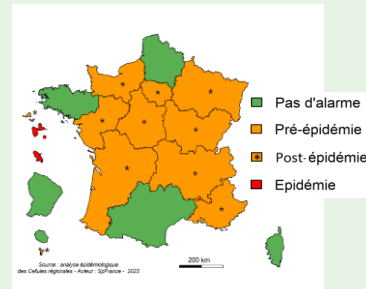 Pas d'alarme
Pré-épidémie
Post-épidémie
Epidémie
200 km
Source : analyse épidémiologique
des Cellules régionales - Auteur : SpFrance - 2023